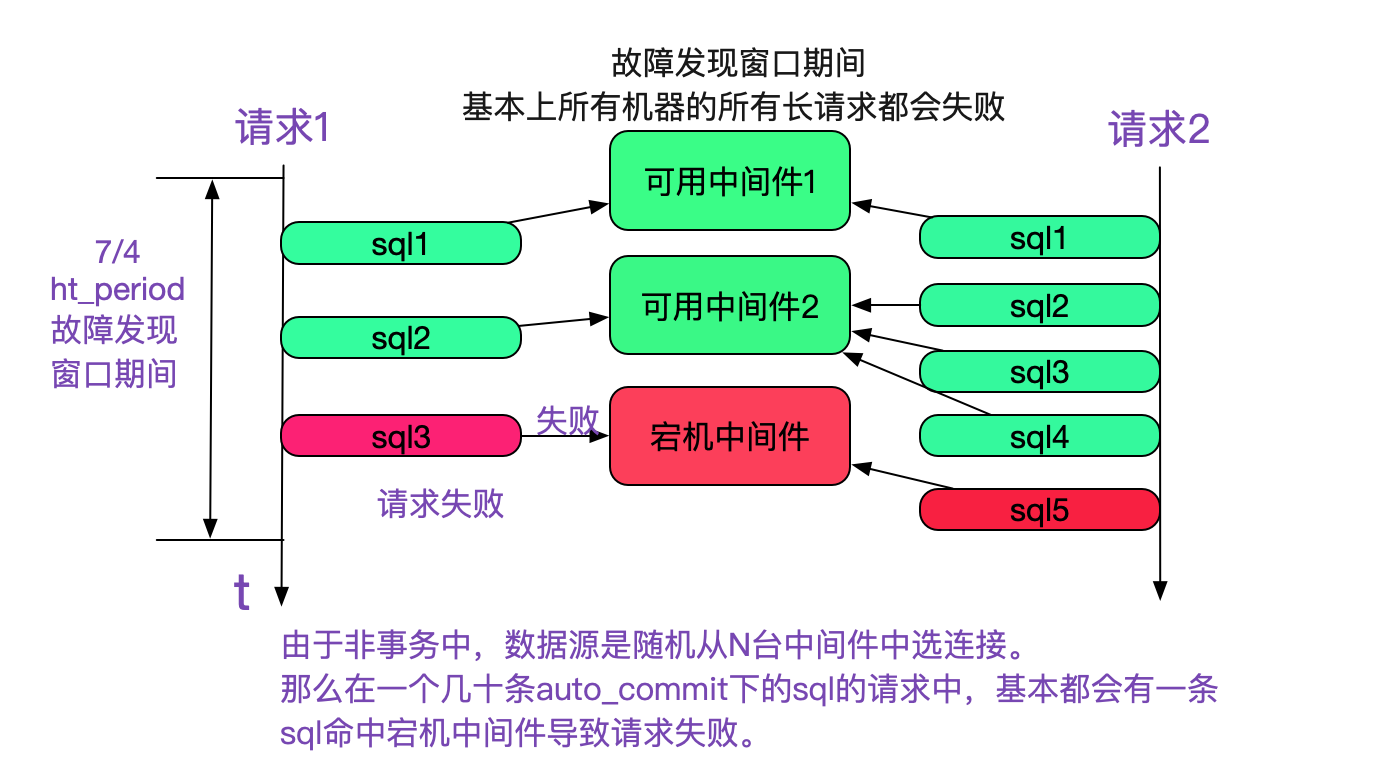 故障发现窗口期间
基本上所有机器的所有长请求都会失败
请求1
请求2
可用中间件1
sql1
sql1
7/4
ht_period
故障发现
窗口期间
可用中间件2
sql2
sql2
sql3
失败
sql3
宕机中间件
sql4
请求失败
sql5
t
由于非事务中，数据源是随机从N台中间件中选连接。
那么在一个几十条auto_commit下的sql的请求中，基本都会有一条
sql命中宕机中间件导致请求失败。